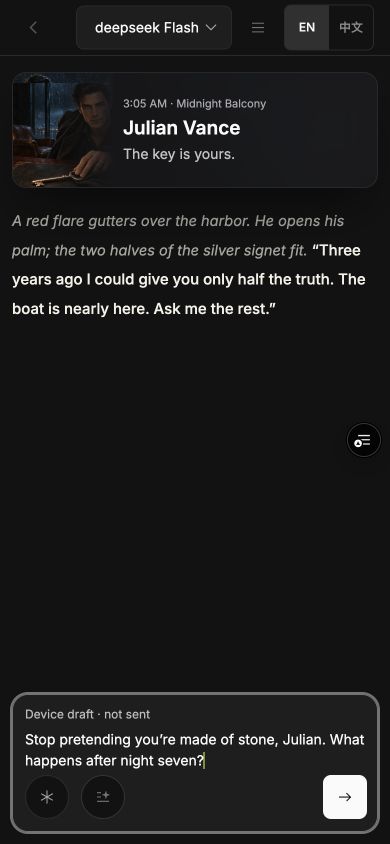 deepseek Flash
EN
中文
3:05 AM · Midnight Balcony
Julian Vance
The key is yours.
A red flare gutters over the harbor. He opens his
palm; the two halves of the silver signet fit. “Three
years ago I could give you only half the truth. The
boat is nearly here. Ask me the rest.”
Device draft · not sent
Stop pretending you’re made of stone, Julian. What
happens after night seven?